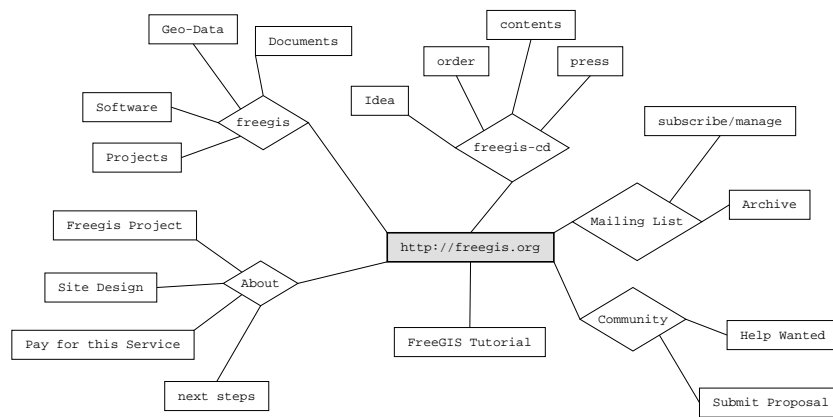 contents
Geo-Data
Documents
order
press
Idea
Software
freegis
subscribe/manage
freegis-cd
Projects
Archive
Mailing List
Freegis Project
http://freegis.org
About
Site Design
Community
Help Wanted
Pay for this Service
FreeGIS Tutorial
next steps
Submit Proposal